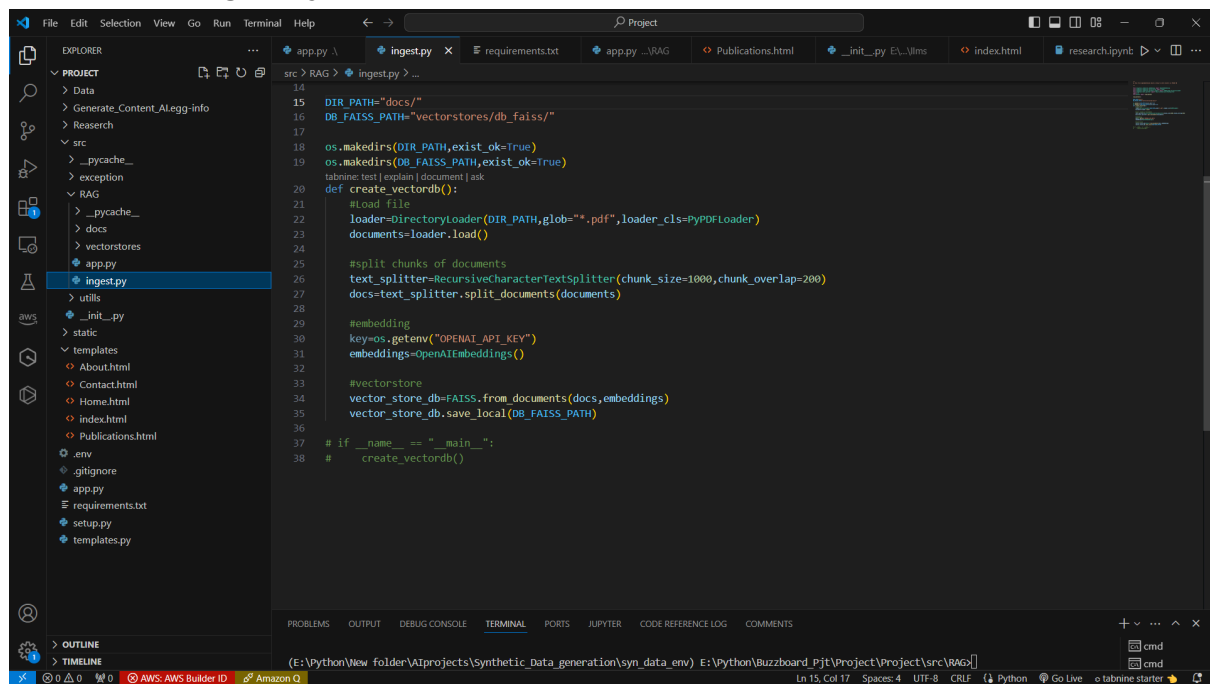 File Edit Selection View Go Run Terminal Help
Project
EXPLORER
PROJECT
> Data
> Generate_Content_AI.egg-info
> Reaserch
src
> __pycache__
> exception
RAG
> __pycache__
> docs
> vectorstores
app.py
ingest.py
> utills
__init__.py
> static
templates
About.html
Contact.html
Home.html
index.html
Publications.html
.env
.gitignore
app.py
requirements.txt
setup.py
templates.py
> OUTLINE
> TIMELINE
app.py .\ ingest.py requirements.txt app.py ...\RAG Publications.html __init__.py E:\...\llms index.html research.ipynb
src > RAG > ingest.py > ...
14
15 DIR_PATH="docs/"
16 DB_FAISS_PATH="vectorstores/db_faiss/"
17
18 os.makedirs(DIR_PATH,exist_ok=True)
19 os.makedirs(DB_FAISS_PATH,exist_ok=True)
tabnine: test | explain | document | ask
20 def create_vectordb():
21 #Load file
22 loader=DirectoryLoader(DIR_PATH,glob="*.pdf",loader_cls=PyPDFLoader)
23 documents=loader.load()
24
25 #split chunks of documents
26 text_splitter=RecursiveCharacterTextSplitter(chunk_size=1000,chunk_overlap=200)
27 docs=text_splitter.split_documents(documents)
28
29 #embedding
30 key=os.getenv("OPENAI_API_KEY")
31 embeddings=OpenAIEmbeddings()
32
33 #vectorstore
34 vector_store_db=FAISS.from_documents(docs,embeddings)
35 vector_store_db.save_local(DB_FAISS_PATH)
36
37 # if __name__ == "__main__":
38 # create_vectordb()
PROBLEMS OUTPUT DEBUG CONSOLE TERMINAL PORTS JUPYTER CODE REFERENCE LOG COMMENTS
(E:\Python\New folder\AIprojects\Synthetic_Data_generation\syn_data_env) E:\Python\Buzzboard_Pjt\Project\Project\src\RAG>
cmd
cmd
aws
1
1
0 0 0 AWS: AWS Builder ID Amazon Q Ln 15, Col 17 Spaces: 4 UTF-8 CRLF Python Go Live tabnine starter